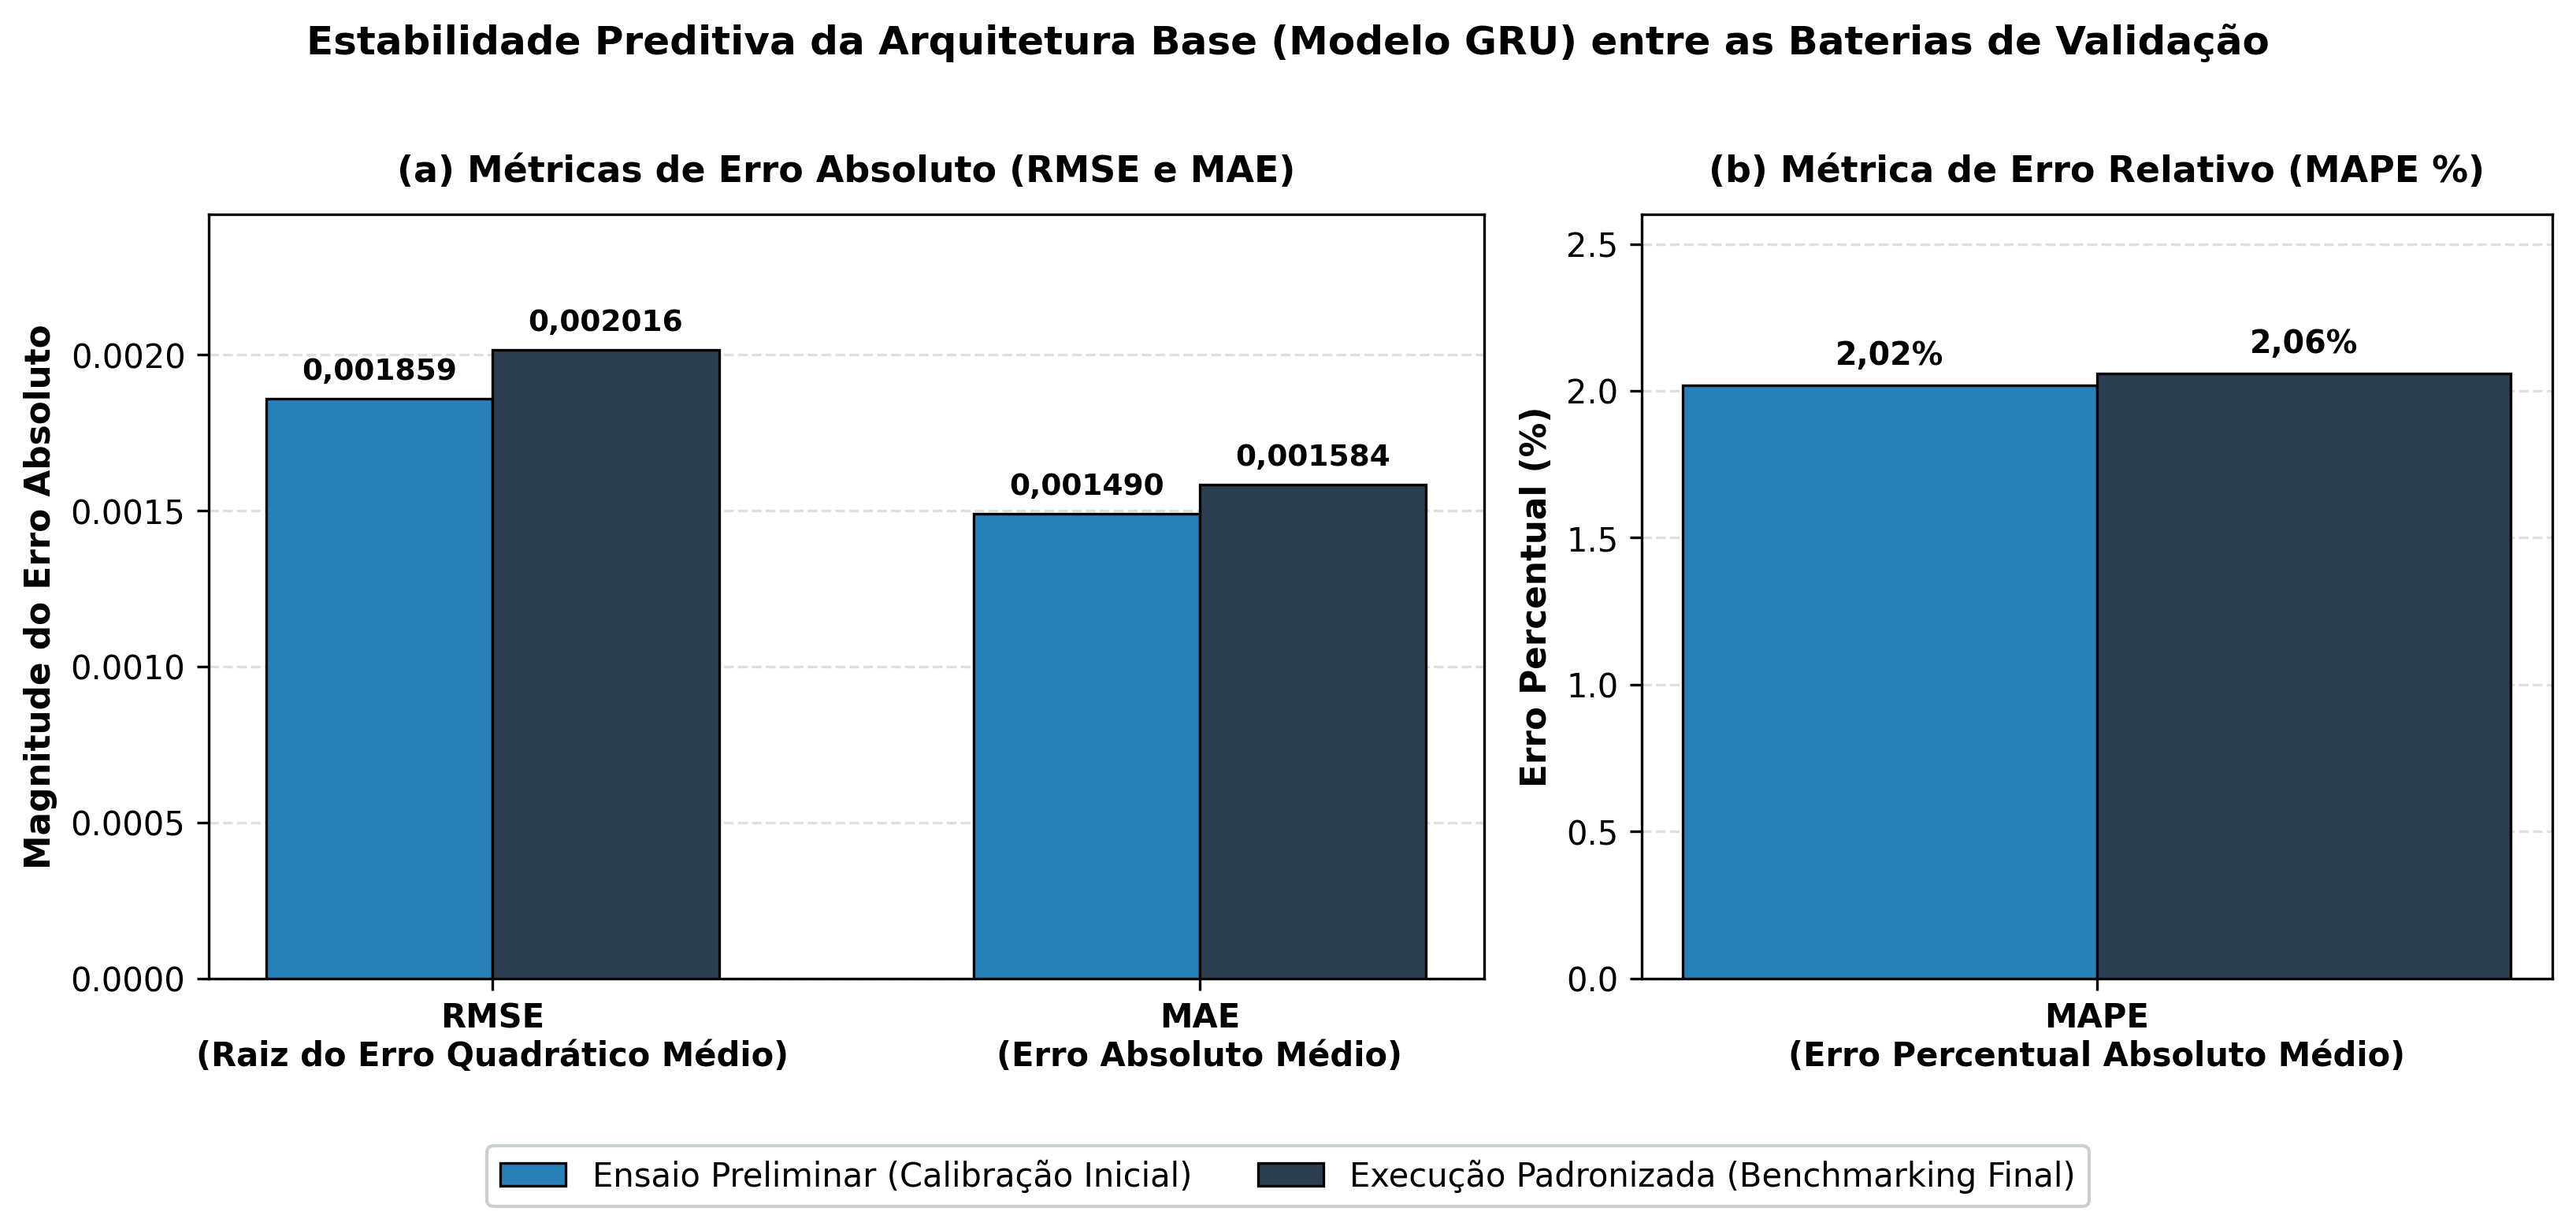 Estabilidade Preditiva da Arquitetura Base (Modelo GRU) entre as Baterias de Validação
(a) Métricas de Erro Absoluto (RMSE e MAE)
Magnitude do Erro Absoluto
0.0020
0.0015
0.0010
0.0005
0.0000
0,001859
0,002016
0,001490
0,001584
RMSE
(Raiz do Erro Quadrático Médio)
MAE
(Erro Absoluto Médio)
(b) Métrica de Erro Relativo (MAPE %)
Erro Percentual (%)
2.5
2.0
1.5
1.0
0.5
0.0
2,02%
2,06%
MAPE
(Erro Percentual Absoluto Médio)
Ensaio Preliminar (Calibração Inicial)
Execução Padronizada (Benchmarking Final)